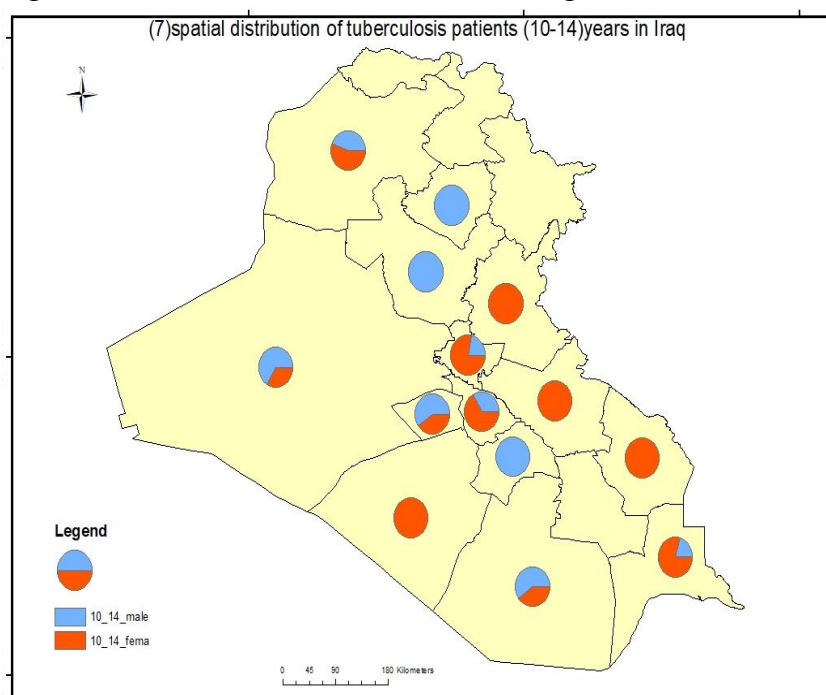 (7)spatial distribution of tuberculosis patients (10-14)years in Iraq
N
Legend
10_14_male
10_14_fema
0 45 90 180 Kilometers